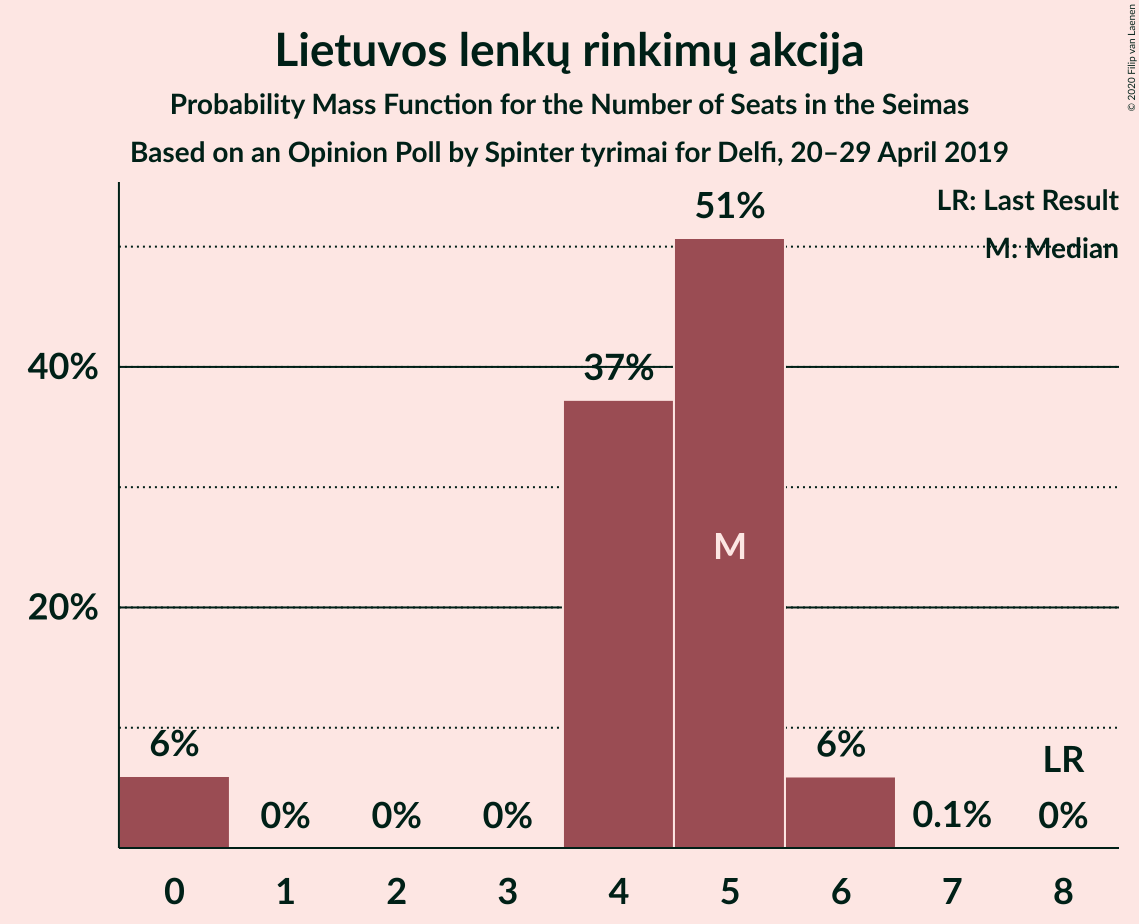 Lietuvos lenkų rinkimų akcija
Probability Mass Function for the Number of Seats in the Seimas
Based on an Opinion Poll by Spinter tyrimai for Delfi, 20–29 April 2019
© 2020 Filip van Laenen
LR: Last Result
M: Median
51%
40%
37%
M
20%
6%
6%
LR
0%
0%
0%
0.1%
0%
0 1 2 3 4 5 6 7 8